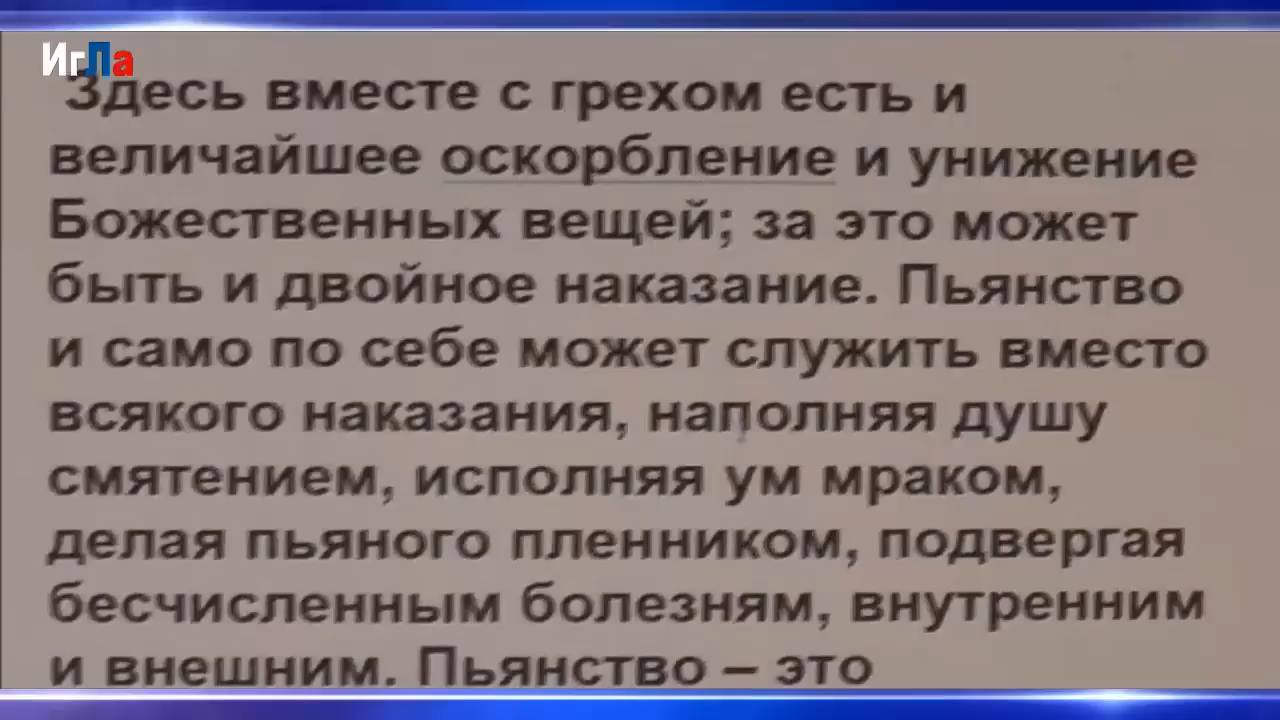 ИгЛа
Здесь вместе с грехом есть и
величайшее оскорбление и унижение
Божественных вещей; за это может
быть и двойное наказание. Пьянство
и само по себе может служить вместо
всякого наказания, наполняя душу
смятением, исполняя ум мраком,
делая пьяного пленником, подвергая
бесчисленным болезням, внутренним
и внешним. Пьянство – это